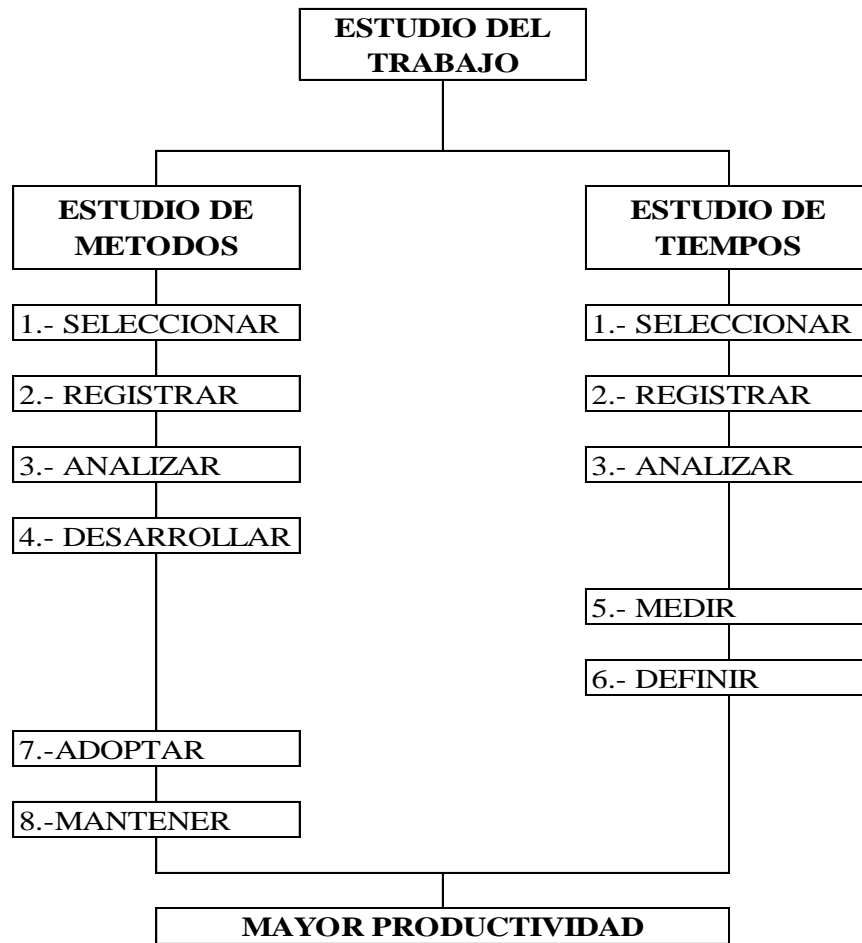 ESTUDIO DEL
TRABAJO
ESTUDIO DE
METODOS
1.- SELECCIONAR
2.- REGISTRAR
3.- ANALIZAR
4.- DESARROLLAR
7.-ADOPTAR
8.-MANTENER
ESTUDIO DE
TIEMPOS
1.- SELECCIONAR
2.- REGISTRAR
3.- ANALIZAR
5.- MEDIR
6.- DEFINIR
MAYOR PRODUCTIVIDAD